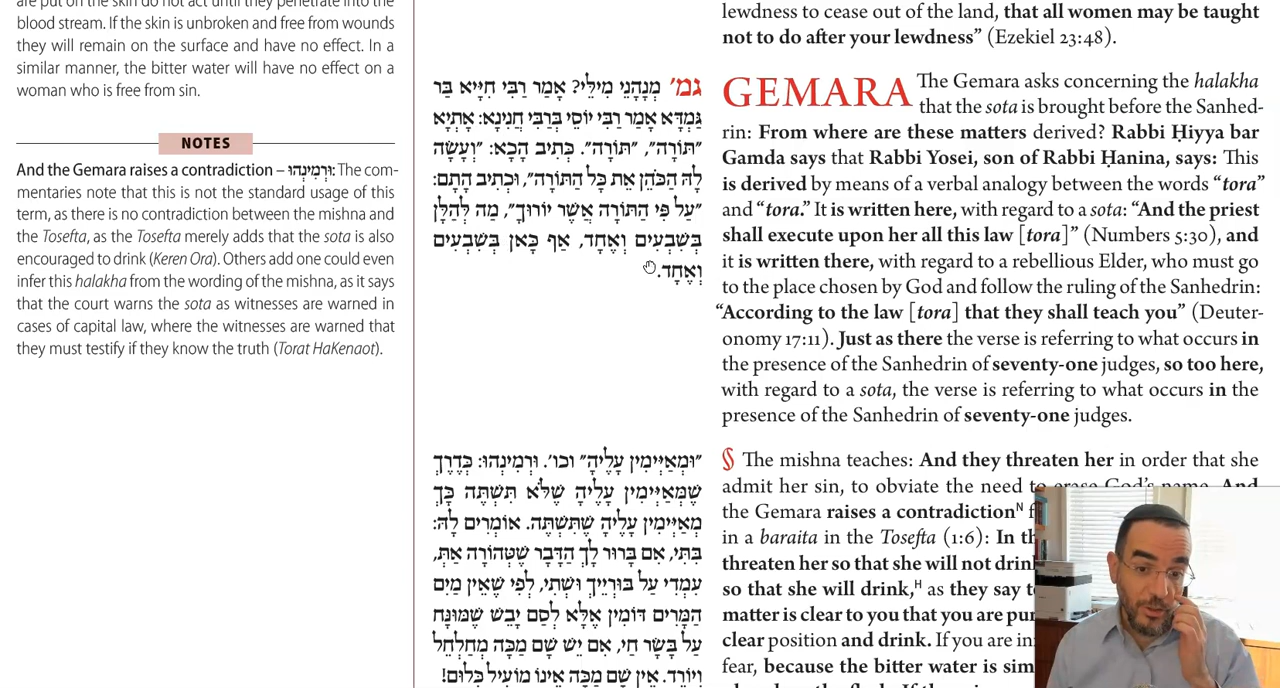 are put on the skin do not act until they penetrate into the
blood stream. If the skin is unbroken and free from wounds
they will remain on the surface and have no effect. In a
similar manner, the bitter water will have no effect on a
woman who is free from sin.
NOTES
And the Gemara raises a contradiction – וּרְמִינְהוּ: The com-
mentaries note that this is not the standard usage of this
term, as there is no contradiction between the mishna and
the Tosefta, as the Tosefta merely adds that the sota is also
encouraged to drink (Keren Ora). Others add one could even
infer this halakha from the wording of the mishna, as it says
that the court warns the sota as witnesses are warned in
cases of capital law, where the witnesses are warned that
they must testify if they know the truth (Torat HaKenaot).
גמ׳ מְנָהָנֵי מִילֵּי? אָמַר רַבִּי חִיָּיא בַּר
גַּמְדָּא אָמַר רַבִּי יוֹסֵי בְּרַבִּי חֲנִינָא: אָתְיָא
״תּוֹרָה״, ״תּוֹרָה״. כְּתִיב הָכָא: ״וְעָשָׂה
לָהּ הַכֹּהֵן אֵת כׇּל הַתּוֹרָה״, וּכְתִיב הָתָם:
״עַל פִּי הַתּוֹרָה אֲשֶׁר יוֹרוּךָ״, מָה לְהַלָּן
בְּשִׁבְעִים וְאֶחָד, אַף כָּאן בְּשִׁבְעִים
וְאֶחָד.
״וּמְאַיְּימִין עָלֶיהָ״ וכו׳. וּרְמִינְהוּ: כְּדֶרֶךְ
שֶׁמְּאַיְּימִין עָלֶיהָ שֶׁלֹּא תִּשְׁתֶּה כָּךְ
מְאַיְּימִין עָלֶיהָ שֶׁתִּשְׁתֶּה. אוֹמְרִים לָהּ:
בִּתִּי, אִם בָּרוּר לָךְ הַדָּבָר שֶׁטְּהוֹרָה אַתְּ,
עִמְדִי עַל בּוּרְיֵיךְ וּשְׁתִי, לְפִי שֶׁאֵין מַיִם
הַמָּרִים דּוֹמִין אֶלָּא לְסַם יָבֵשׁ שֶׁמּוּנָּח
עַל בָּשָׂר חַי, אִם יֵשׁ שָׁם מַכָּה מְחַלְחֵל
וְיוֹרֵד. אֵין שָׁם מַכָּה אֵינוֹ מוֹעִיל כְּלוּם!
lewdness to cease out of the land, that all women may be taught
not to do after your lewdness” (Ezekiel 23:48).
GEMARA The Gemara asks concerning the halakha
that the sota is brought before the Sanhed-
rin: From where are these matters derived? Rabbi Ḥiyya bar
Gamda says that Rabbi Yosei, son of Rabbi Ḥanina, says: This
is derived by means of a verbal analogy between the words “tora”
and “tora.” It is written here, with regard to a sota: “And the priest
shall execute upon her all this law [tora]” (Numbers 5:30), and
it is written there, with regard to a rebellious Elder, who must go
to the place chosen by God and follow the ruling of the Sanhedrin:
“According to the law [tora] that they shall teach you” (Deuter-
onomy 17:11). Just as there the verse is referring to what occurs in
the presence of the Sanhedrin of seventy-one judges, so too here,
with regard to a sota, the verse is referring to what occurs in the
presence of the Sanhedrin of seventy-one judges.
§ The mishna teaches: And they threaten her in order that she
admit her sin, to obviate the need to erase God’s name. And
the Gemara raises a contradictionᴺ
in a baraita in the Tosefta (1:6): In
threaten her so that she will not
so that she will drink,ᴴ as they say
matter is clear to you that you are
clear position and drink. If you are
fear, because the bitter water is